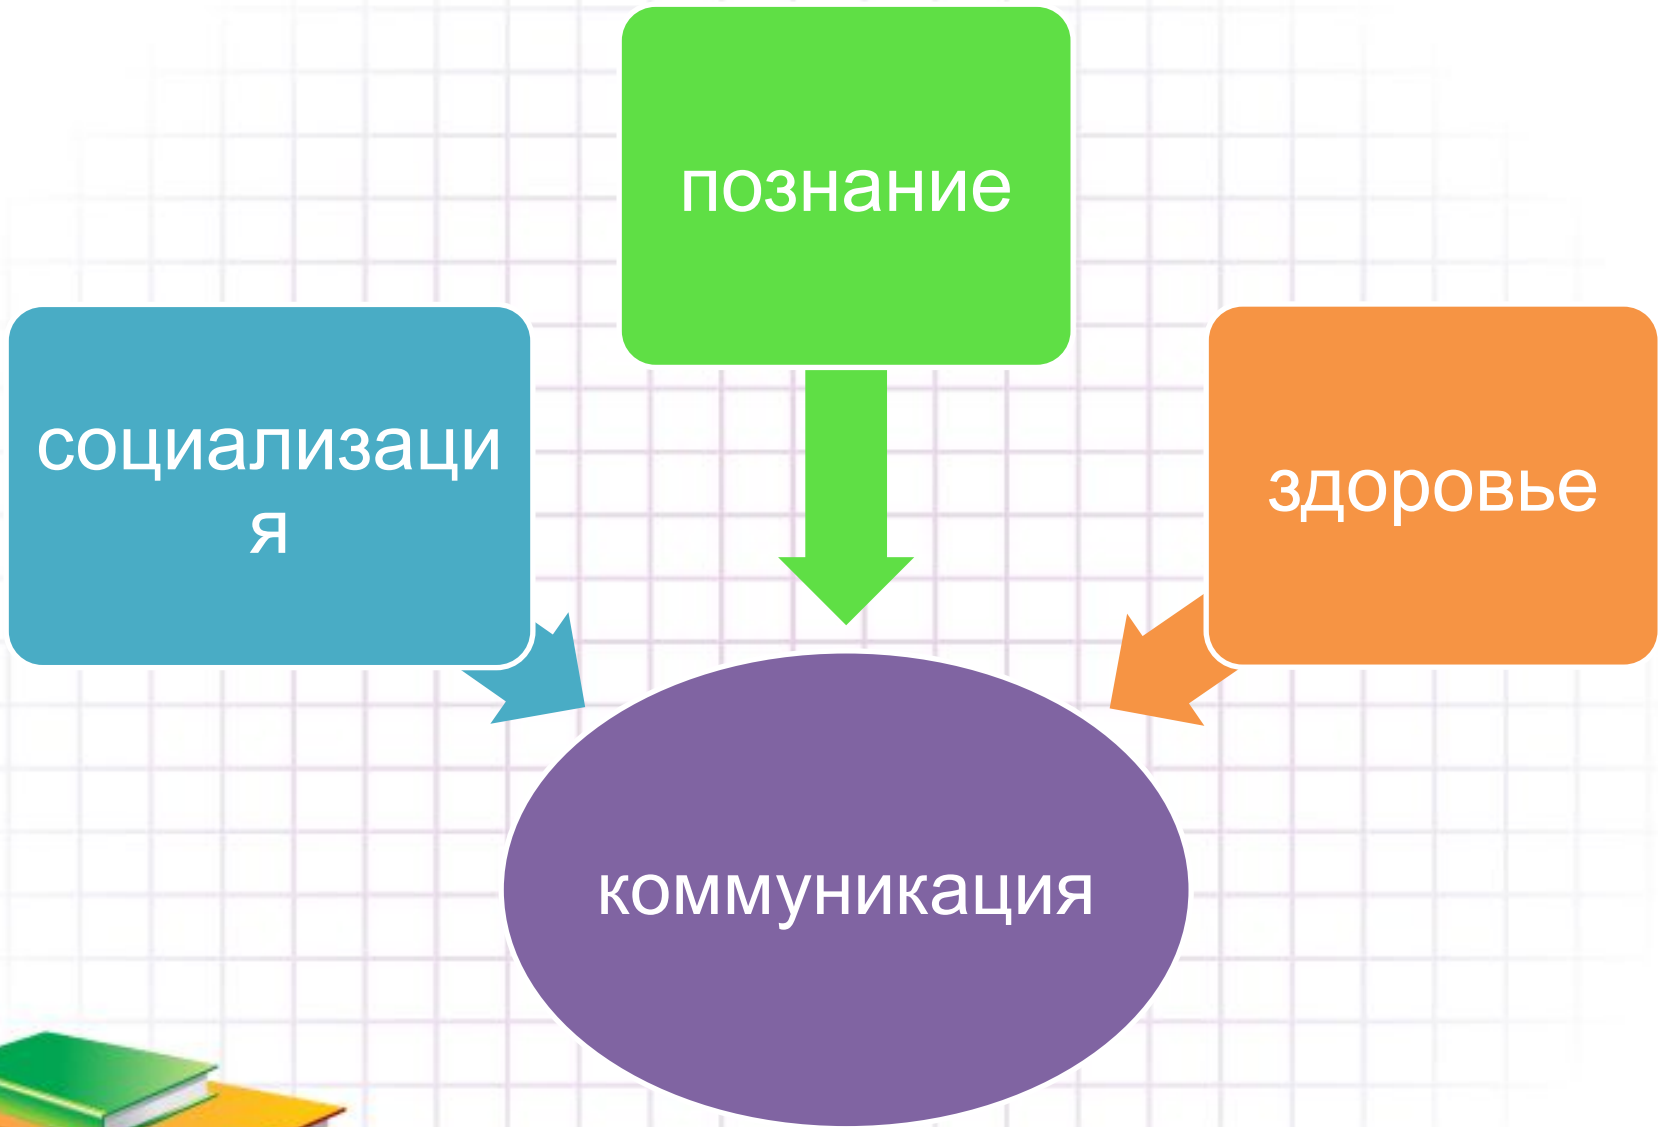 познание
социализаци
я
здоровье
коммуникация